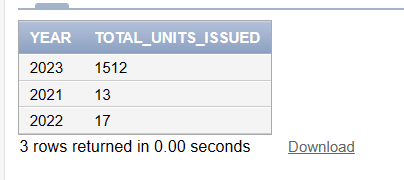 YEAR TOTAL_UNITS_ISSUED
2023 1512
2021 13
2022 17
3 rows returned in 0.00 seconds Download